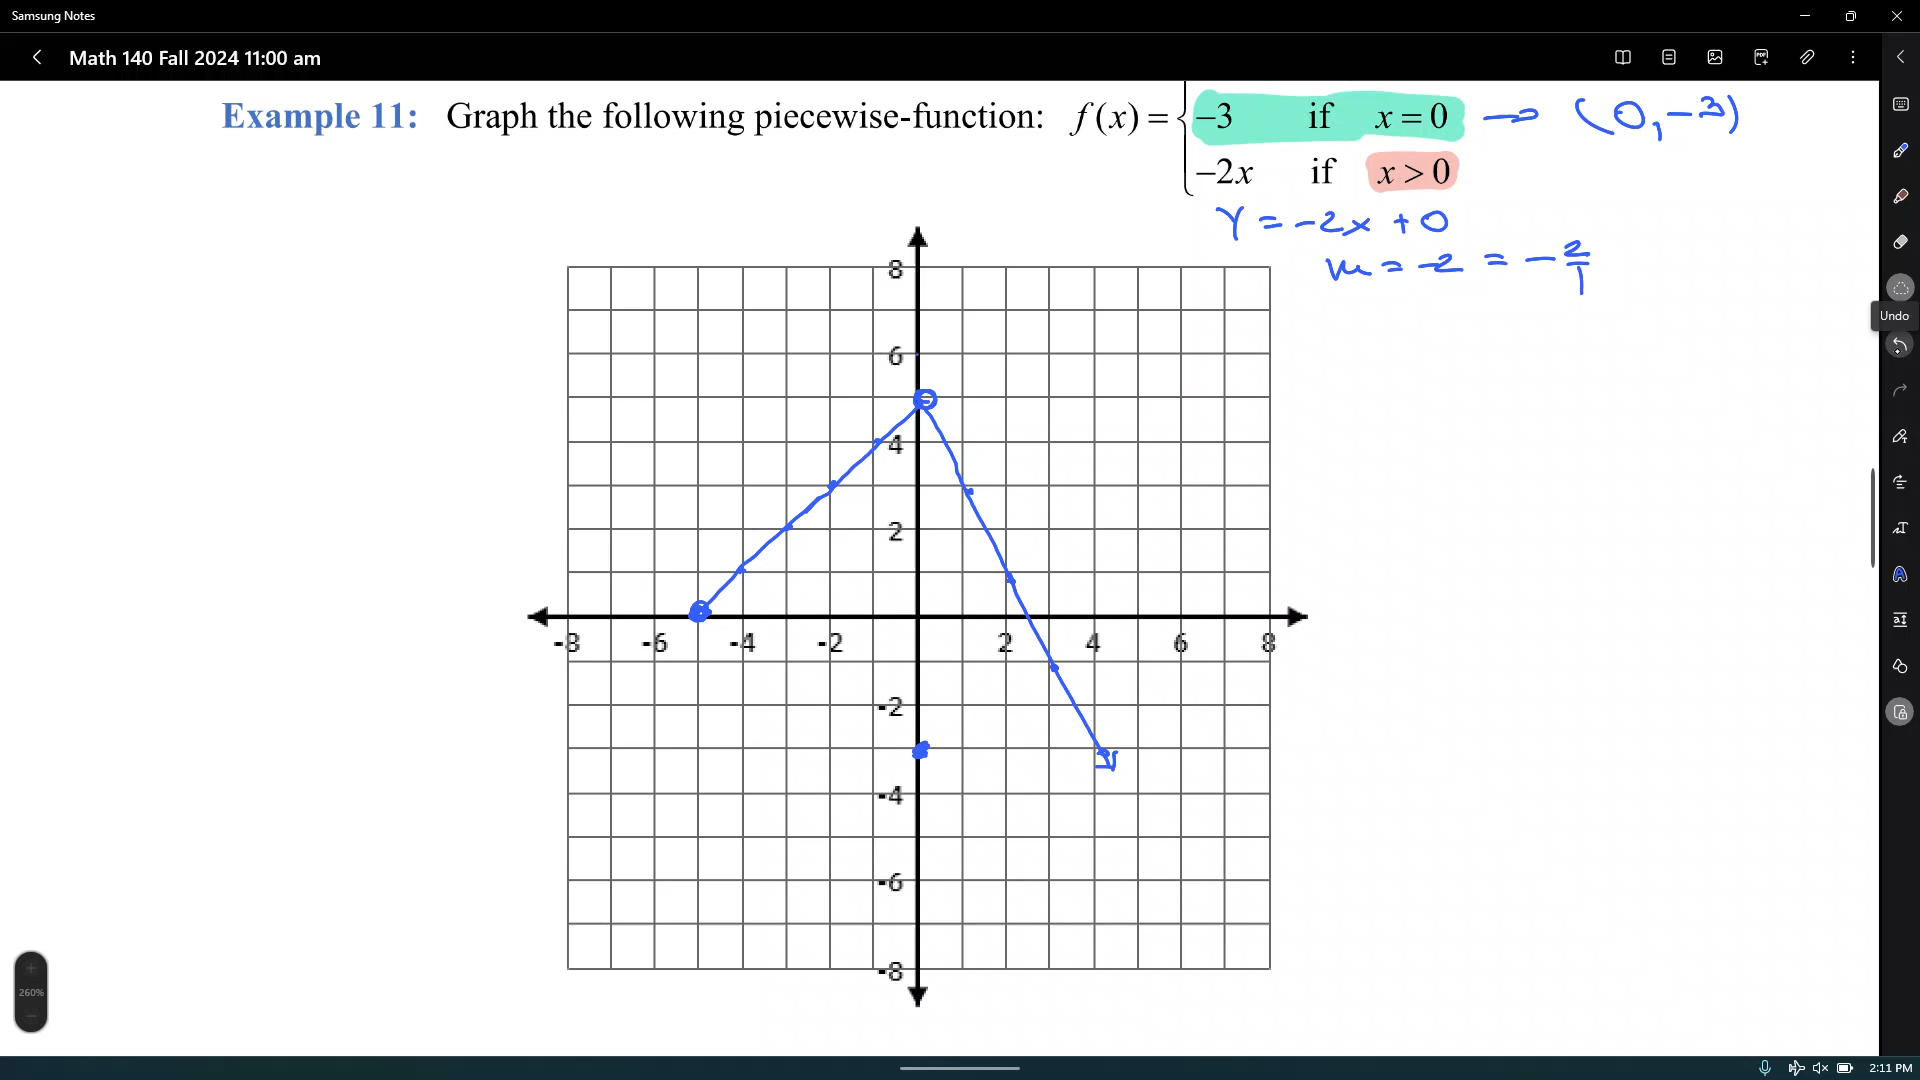 Samsung Notes
Math 140 Fall 2024 11:00 am
Example 11: Graph the following piecewise-function: f(x) = { -3 if x = 0 → (0, -3)
-2x if x > 0
Y = -2x + 0
m = -2 = - 2/1
Undo
8
6
4
2
-8 -6 -4 -2 2 4 6 8
-2
-4
-6
-8
260%
2:11 PM